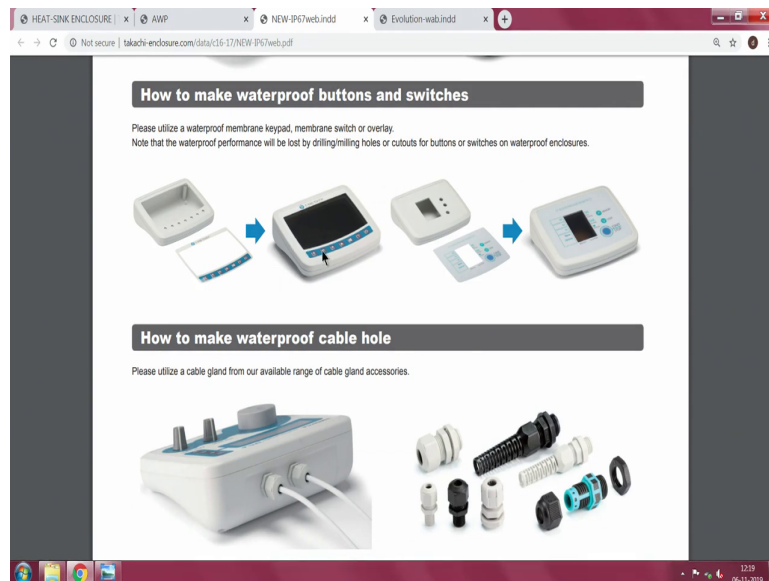 HEAT-SINK ENCLOSURE |
AWP
NEW-IP67web.indd
Evolution-wab.indd
Not secure | takachi-enclosure.com/data/c16-17/NEW-IP67web.pdf
How to make waterproof buttons and switches
Please utilize a waterproof membrane keypad, membrane switch or overlay.
Note that the waterproof performance will be lost by drilling/milling holes or cutouts for buttons or switches on waterproof enclosures.
How to make waterproof cable hole
Please utilize a cable gland from our available range of cable gland accessories.
12:19
06-11-2019